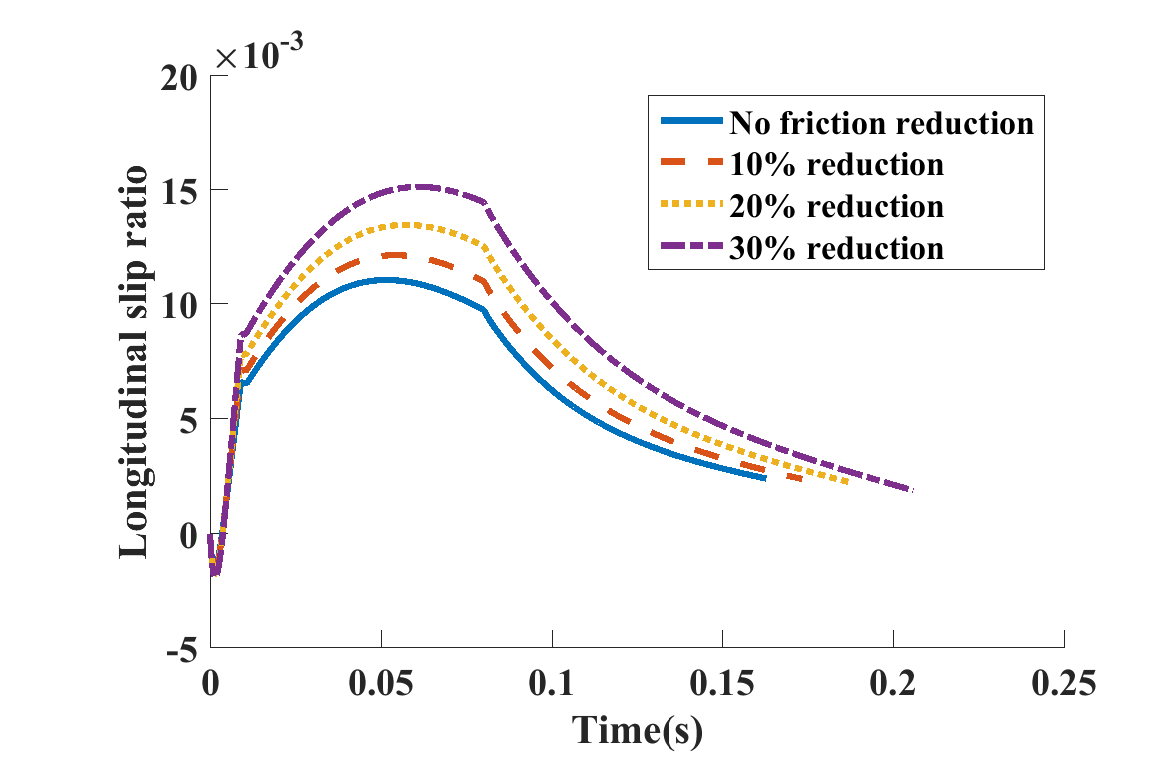 ×10-3
20
15
10
5
0
-5
0 0.05 0.1 0.15 0.2 0.25
Longitudinal slip ratio
Time(s)
No friction reduction
10% reduction
20% reduction
30% reduction